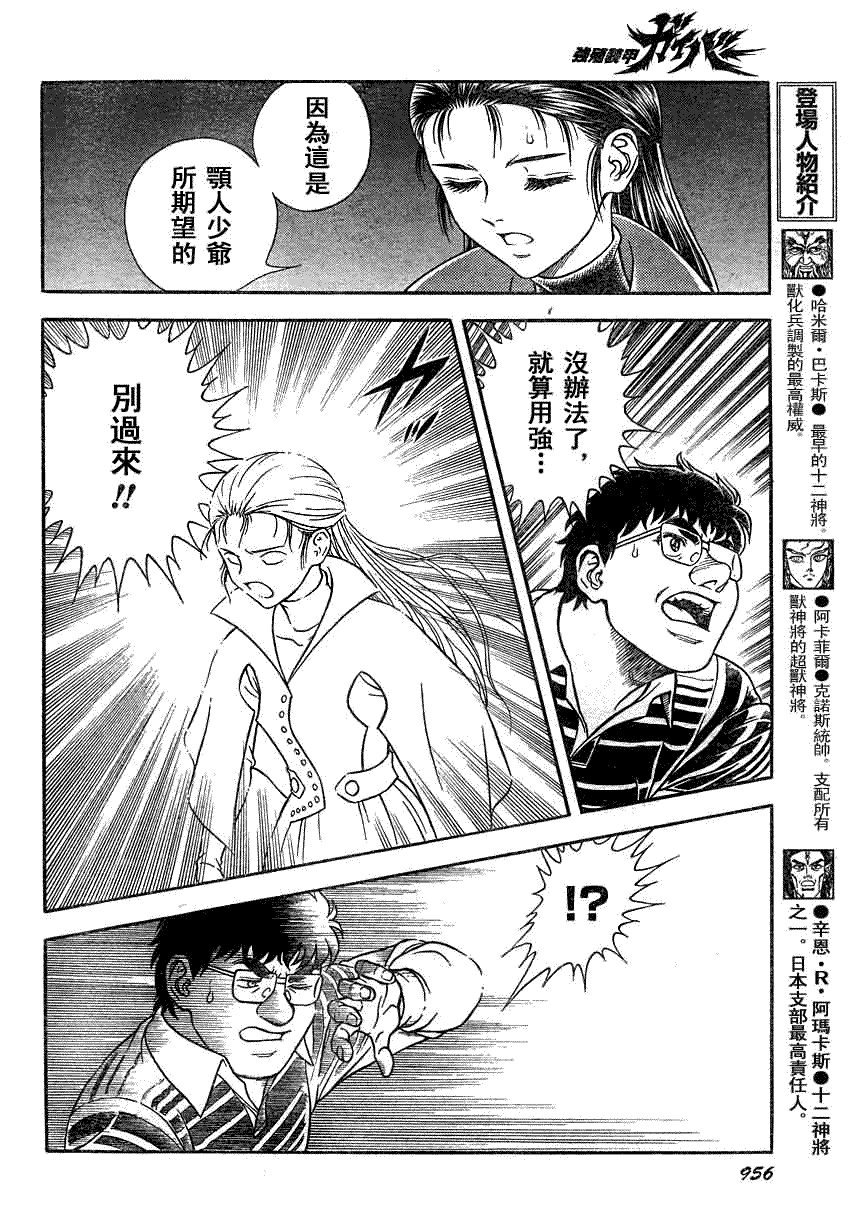 強殖装甲ガイバー
因為這是
顎人少爺
所期望的
沒辦法了，
就算用強…
別過來!!
!?
登場人物紹介
●哈米爾・巴卡斯● 最早的十二神將。
獸化兵調製的最高權威。
●阿卡菲爾●克諾斯統帥。支配所有
獸神將的超獸神將。
●辛恩・R・阿瑪卡斯●十二神將
之一。日本支部最高責任人。
956